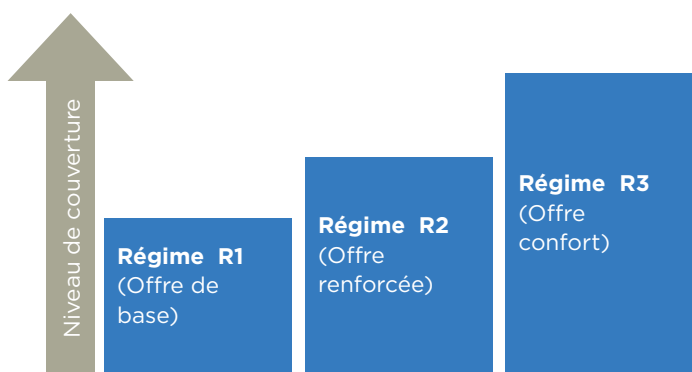 Niveau de couverture
Régime R1
(Offre de
base)
Régime R2
(Offre
renforcée)
Régime R3
(Offre
confort)